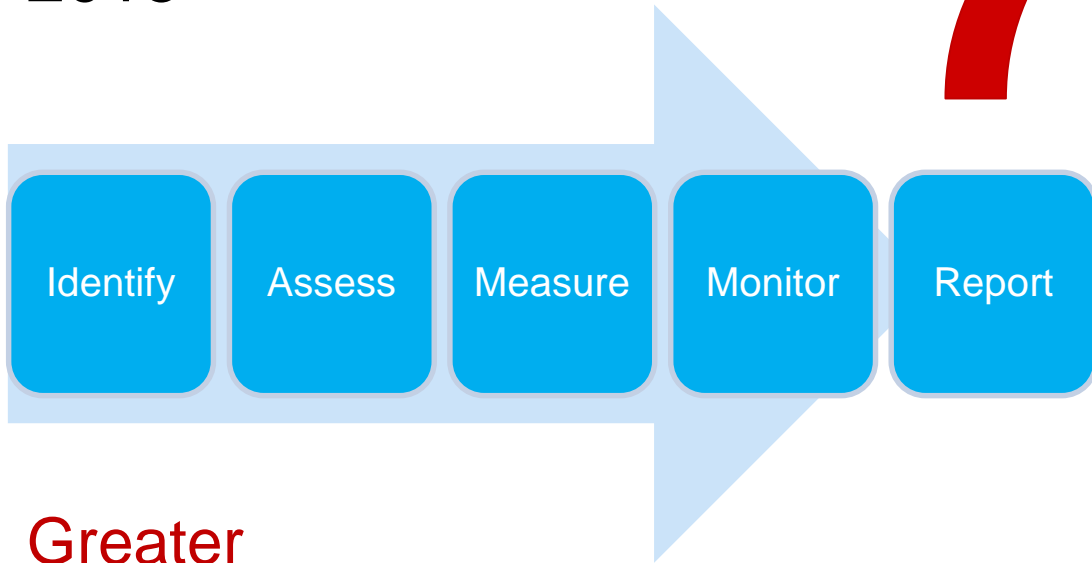 Identify
Assess
Measure
Monitor
Report
Greater